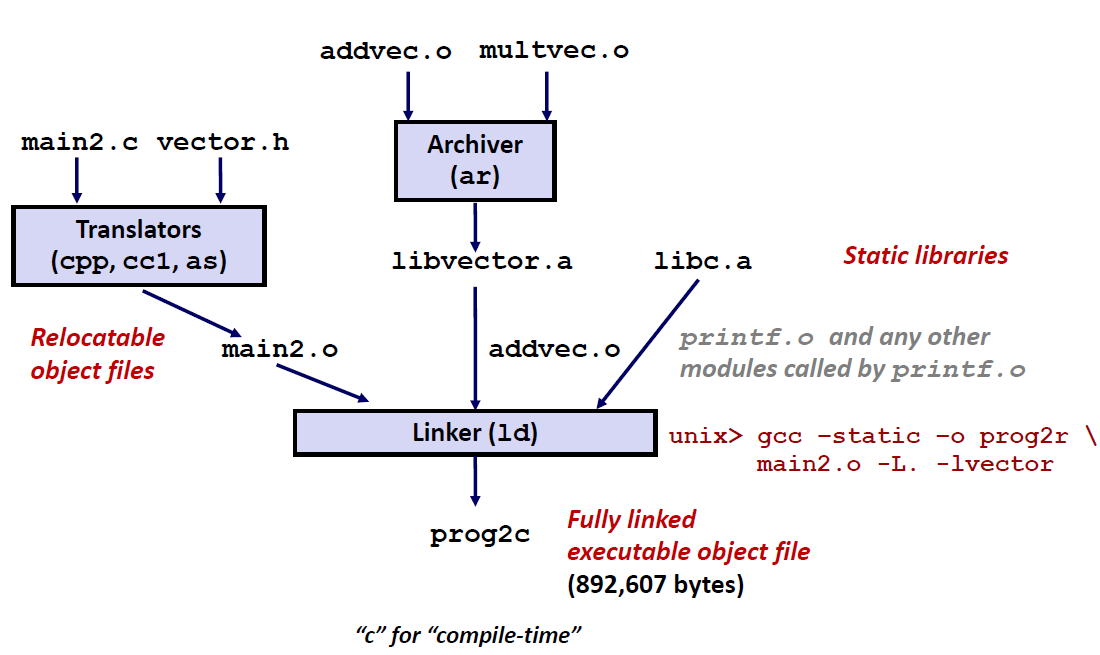 addvec.o multvec.o
Archiver
(ar)
main2.c vector.h
Translators
(cpp, cc1, as)
libvector.a
libc.a
Static libraries
Relocatable
object files
main2.o
addvec.o
printf.o and any other
modules called by printf.o
Linker (ld)
unix> gcc –static –o prog2r \
main2.o -L. -lvector
prog2c
Fully linked
executable object file
(892,607 bytes)
“c” for “compile-time”